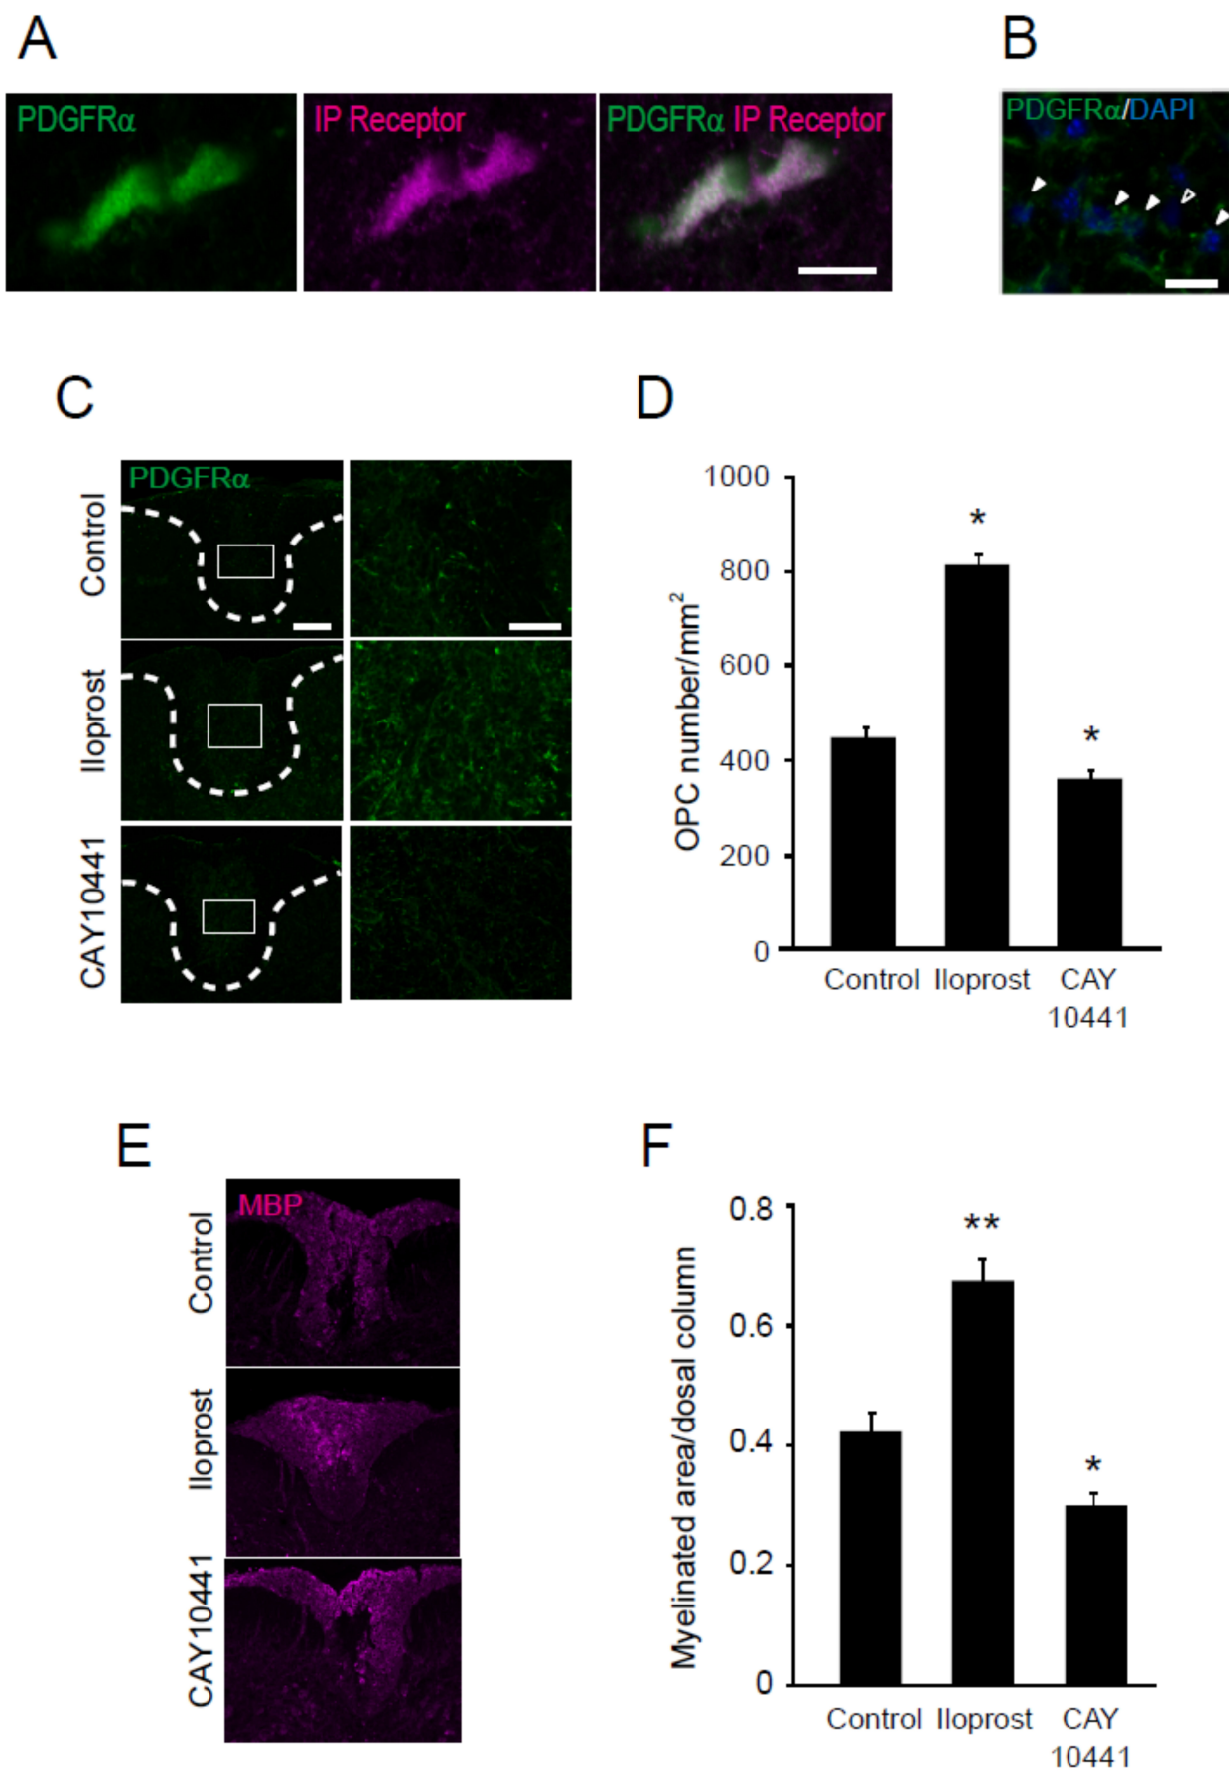 A
B
PDGFRα
IP Receptor
PDGFRα IP Receptor
PDGFRα/DAPI
C
D
PDGFRα
Control
Iloprost
CAY10441
OPC number/mm²
1000
800
600
400
200
0
*
*
Control Iloprost CAY
10441
E
F
MBP
Control
Iloprost
CAY10441
Myelinated area/dosal column
0.8
0.6
0.4
0.2
0
**
*
Control Iloprost CAY
10441